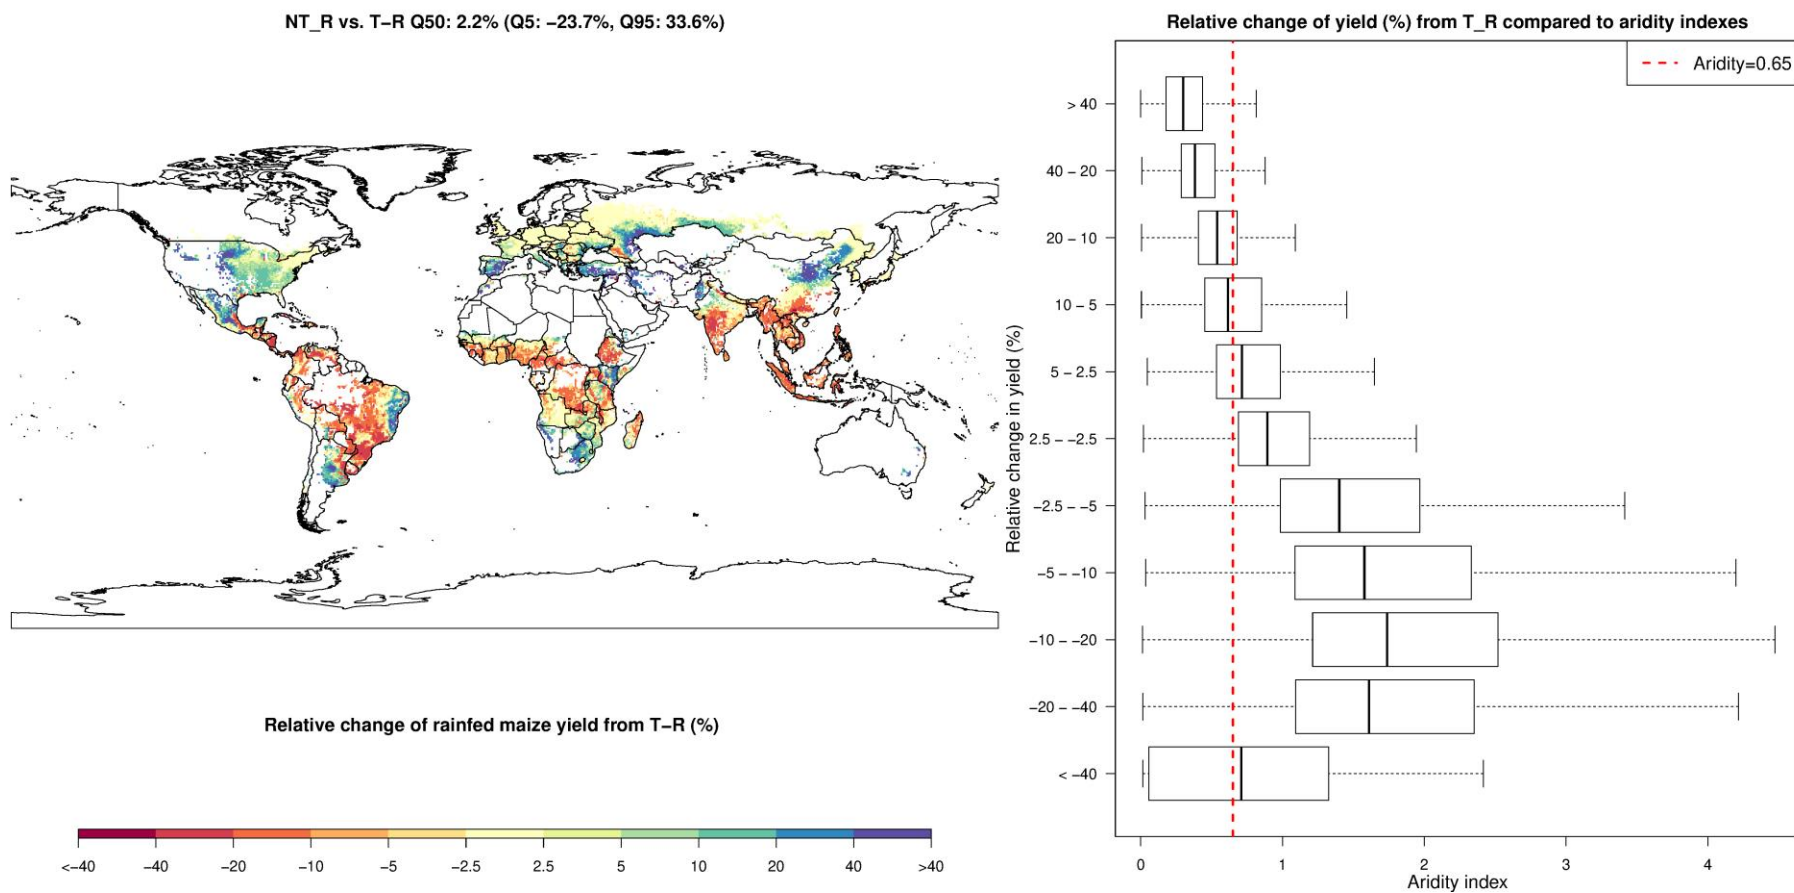 NT_R vs. T−R Q50: 2.2% (Q5: −23.7%, Q95: 33.6%)
Relative change of rainfed maize yield from T−R (%)
<−40 −40 −20 −10 −5 −2.5 2.5 5 10 20 40 >40
Relative change of yield (%) from T_R compared to aridity indexes
Aridity=0.65
Relative change in yield (%)
> 40
40 − 20
20 − 10
10 − 5
5 − 2.5
2.5 − −2.5
−2.5 − −5
−5 − −10
−10 − −20
−20 − −40
< −40
0 1 2 3 4
Aridity index